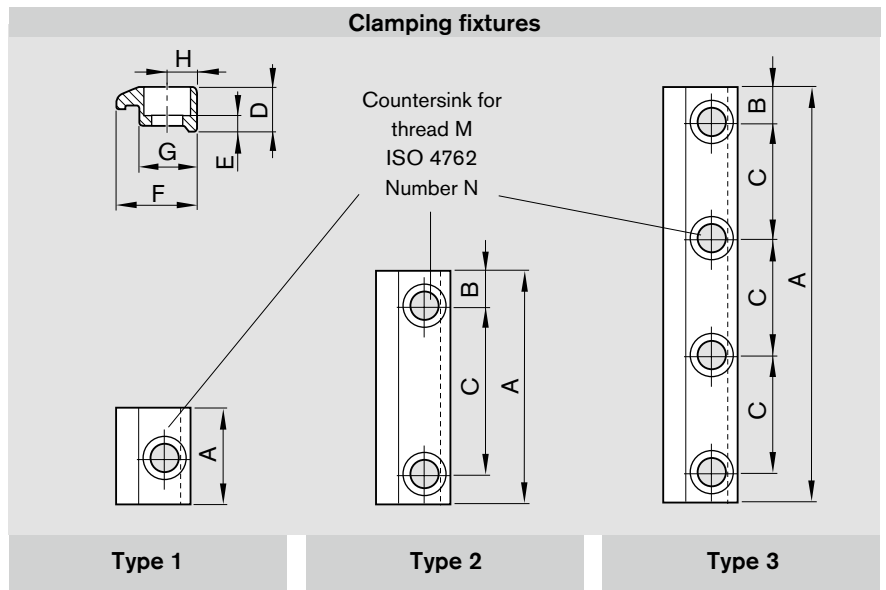 Clamping fixtures
H
D
E
G
F
Countersink for
thread M
ISO 4762
Number N
A
B
C
A
B
C
C
C
A
Type 1
Type 2
Type 3